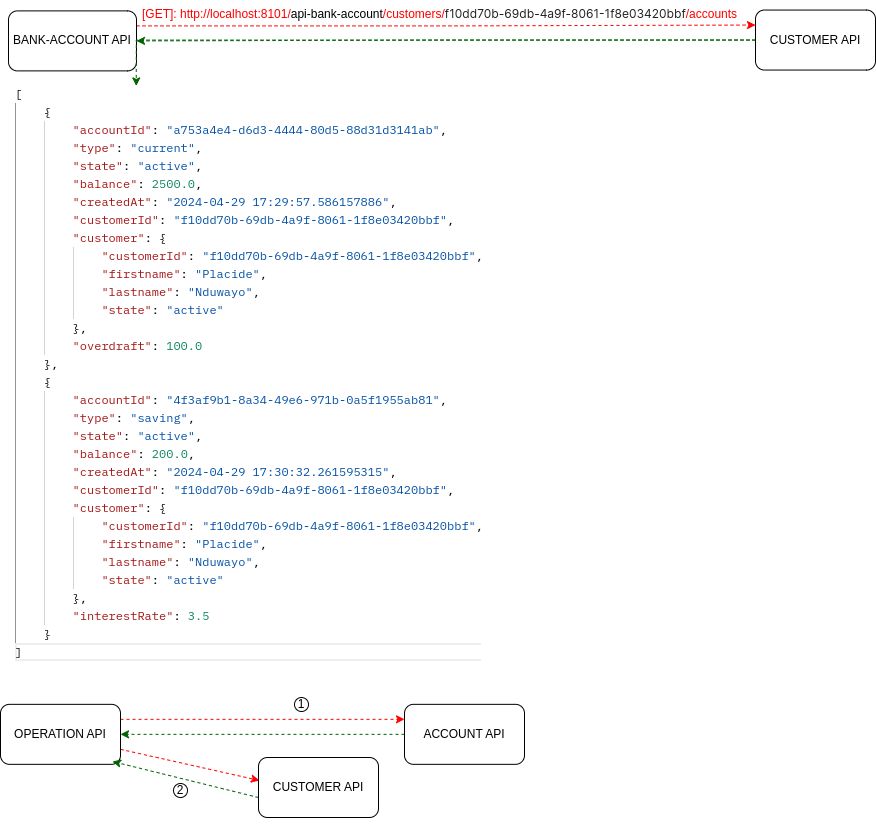 [GET]: http://localhost:8101/api-bank-account/customers/f10dd70b-69db-4a9f-8061-1f8e03420bbf/accounts
BANK-ACCOUNT API
CUSTOMER API
[
{
"accountId": "a753a4e4-d6d3-4444-80d5-88d31d3141ab",
"type": "current",
"state": "active",
"balance": 2500.0,
"createdAt": "2024-04-29 17:29:57.586157886",
"customerId": "f10dd70b-69db-4a9f-8061-1f8e03420bbf",
"customer": {
"customerId": "f10dd70b-69db-4a9f-8061-1f8e03420bbf",
"firstname": "Placide",
"lastname": "Nduwayo",
"state": "active"
},
"overdraft": 100.0
},
{
"accountId": "4f3af9b1-8a34-49e6-971b-0a5f1955ab81",
"type": "saving",
"state": "active",
"balance": 200.0,
"createdAt": "2024-04-29 17:30:32.261595315",
"customerId": "f10dd70b-69db-4a9f-8061-1f8e03420bbf",
"customer": {
"customerId": "f10dd70b-69db-4a9f-8061-1f8e03420bbf",
"firstname": "Placide",
"lastname": "Nduwayo",
"state": "active"
},
"interestRate": 3.5
}
]
1
OPERATION API
ACCOUNT API
2
CUSTOMER API